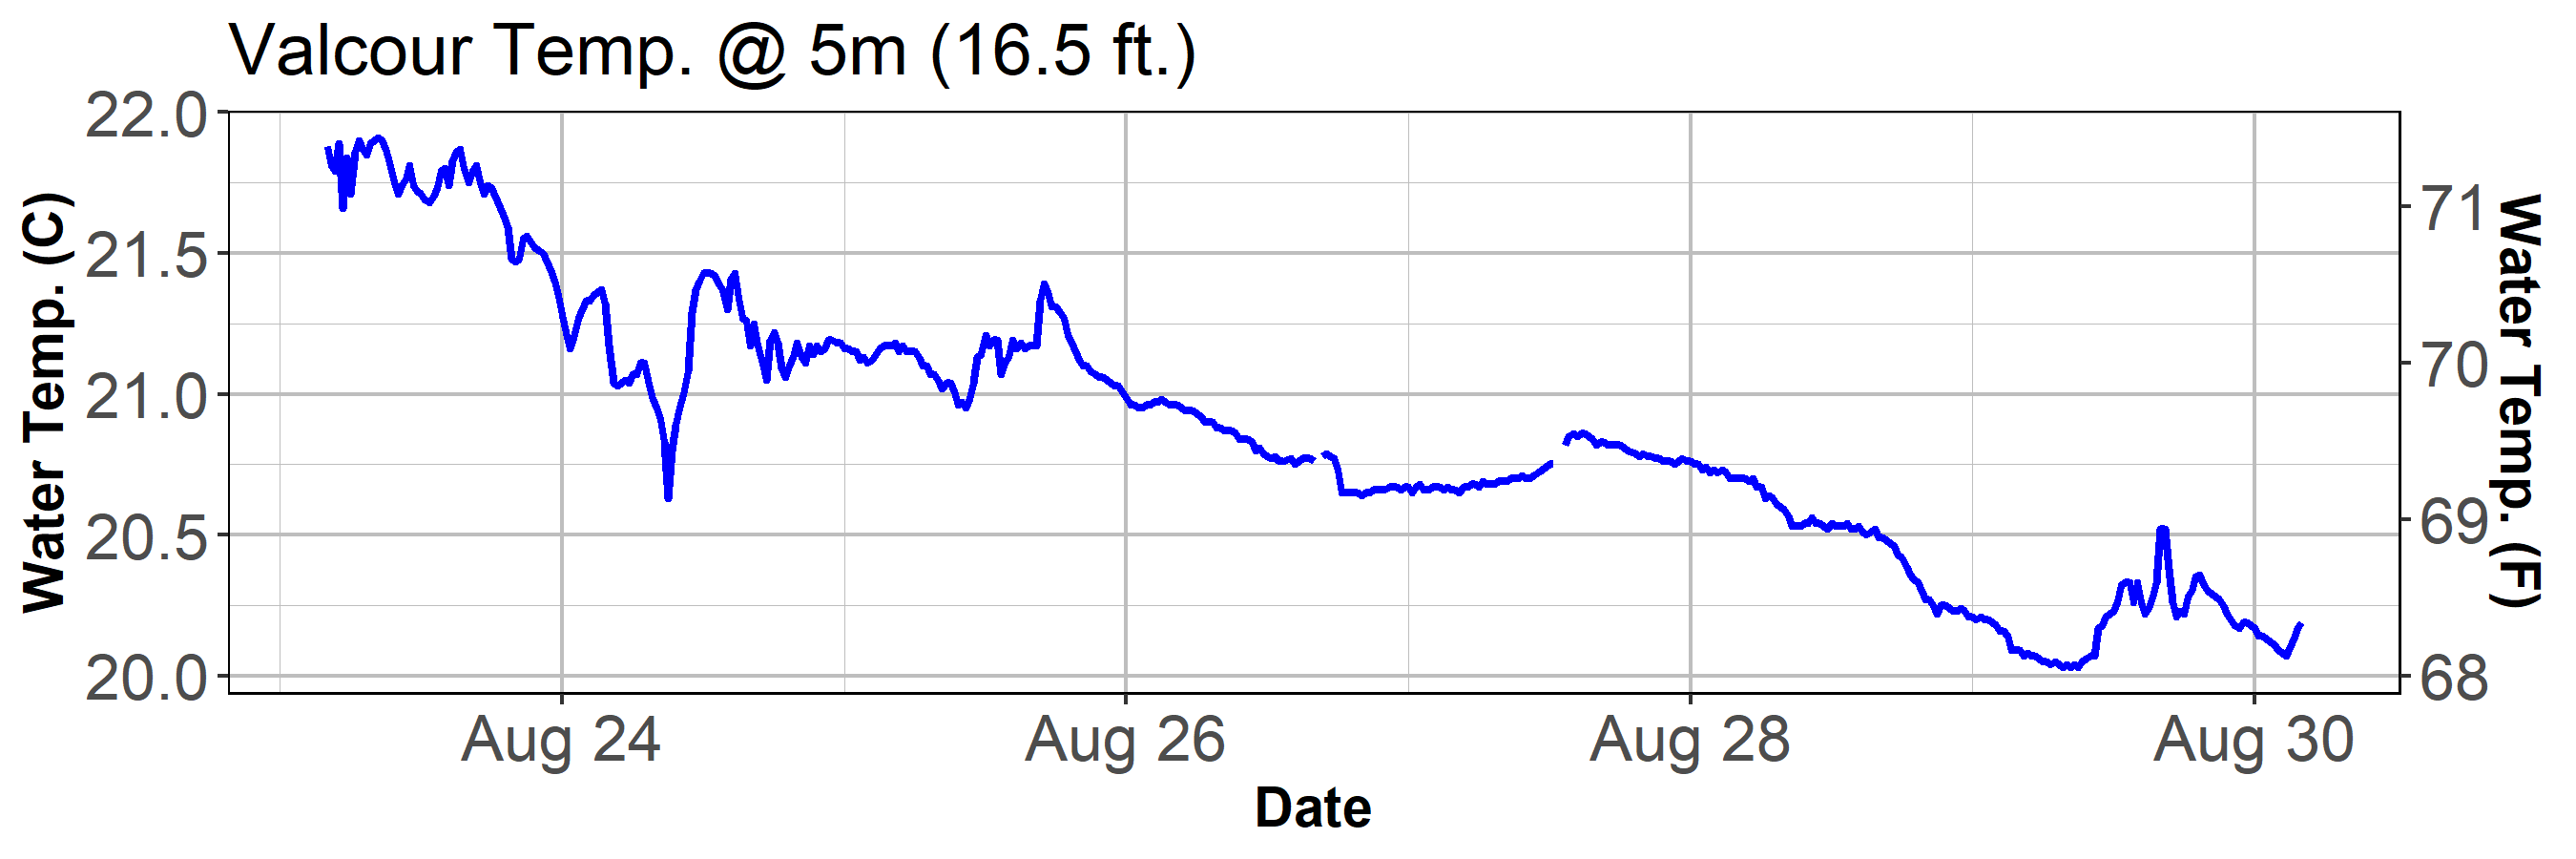 Valcour Temp. @ 5m (16.5 ft.)
Water Temp. (C)
22.0
21.5
21.0
20.5
20.0
71
70
69
68
Water Temp. (F)
Aug 24 Aug 26 Aug 28 Aug 30
Date